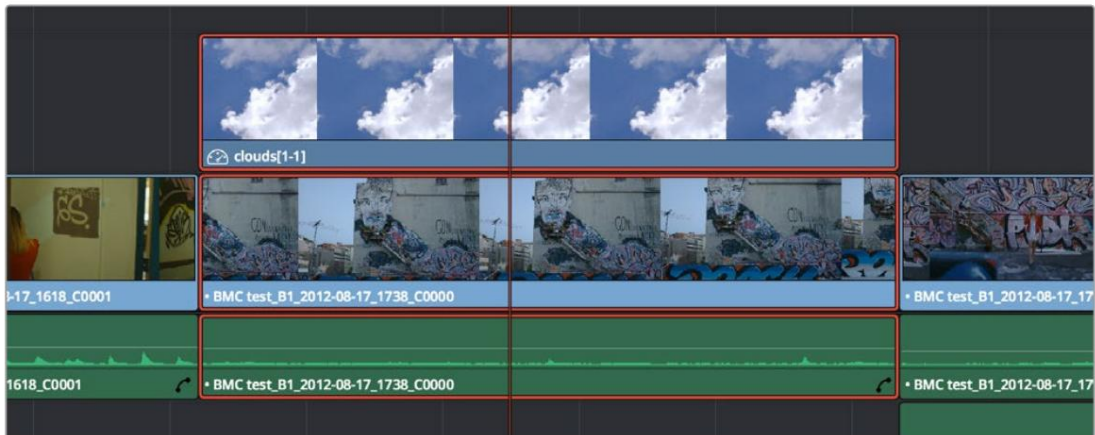 clouds[1-1]
-17_1618_C0001
• BMC test_B1_2012-08-17_1738_C0000
• BMC test_B1_2012-08-17_17
1618_C0001
• BMC test_B1_2012-08-17_1738_C0000
• BMC test_B1_2012-08-17_17